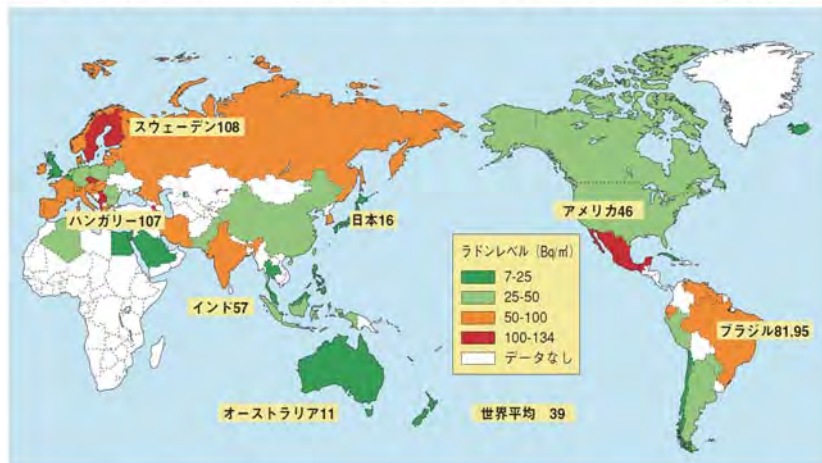 スウェーデン108
ハンガリー107
日本16
アメリカ46
インド57
ブラジル81.95
オーストラリア11
世界平均 39
ラドンレベル (Bq/㎥)
7-25
25-50
50-100
100-134
データなし